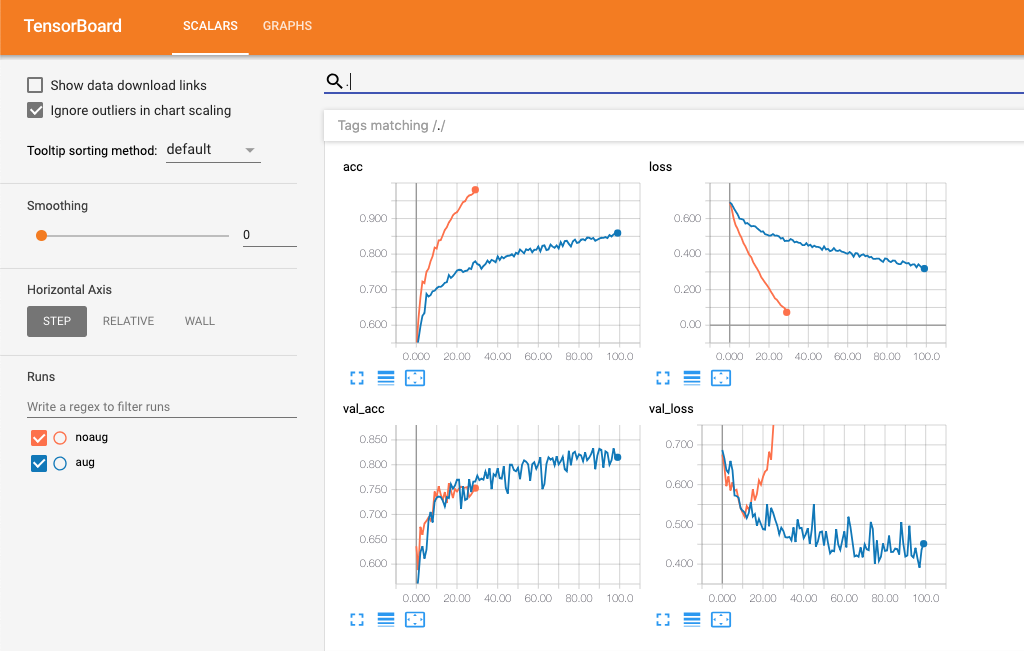 TensorBoard SCALARS GRAPHS
Show data download links
Ignore outliers in chart scaling
Tooltip sorting method: default
Smoothing
0
Horizontal Axis
STEP RELATIVE WALL
Runs
Write a regex to filter runs
noaug
aug
.
Tags matching /./
acc
0.900
0.800
0.700
0.600
0.000 20.00 40.00 60.00 80.00 100.0
loss
0.600
0.400
0.200
0.00
0.000 20.00 40.00 60.00 80.00 100.0
val_acc
0.850
0.800
0.750
0.700
0.650
0.600
0.000 20.00 40.00 60.00 80.00 100.0
val_loss
0.700
0.600
0.500
0.400
0.000 20.00 40.00 60.00 80.00 100.0